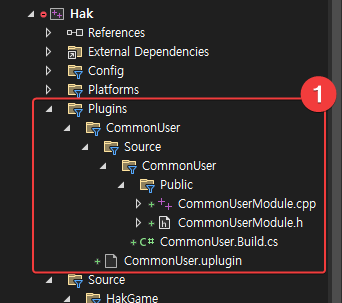 Hak
References
External Dependencies
Config
Platforms
1
Plugins
CommonUser
Source
CommonUser
Public
CommonUserModule.cpp
CommonUserModule.h
C# CommonUser.Build.cs
CommonUser.uplugin
Source
HakGame